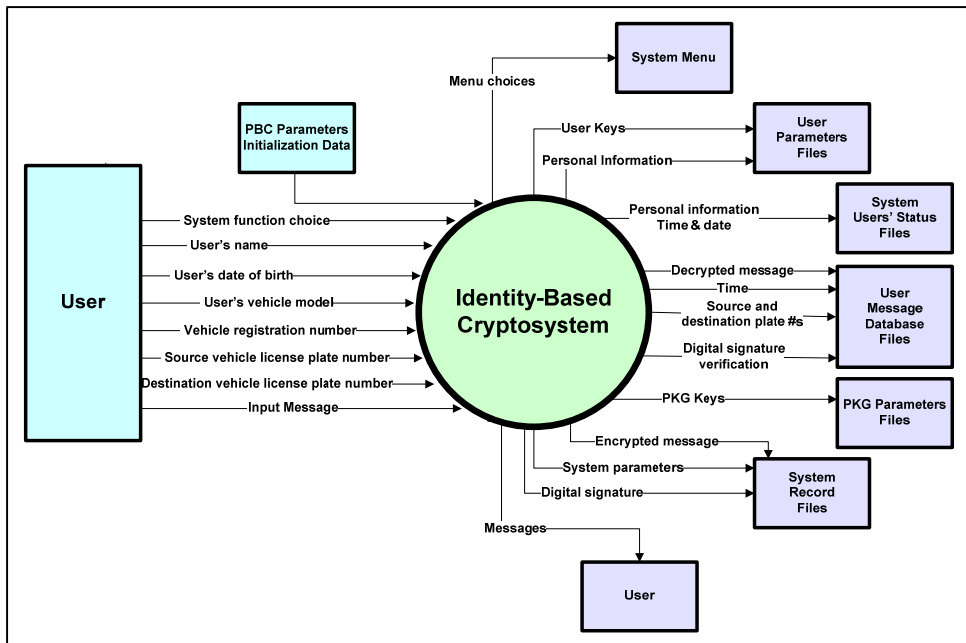 System Menu
Menu choices
PBC Parameters
Initialization Data
User Keys
User
Parameters
Files
Personal Information
User
System function choice
User's name
User's date of birth
User's vehicle model
Vehicle registration number
Source vehicle license plate number
Destination vehicle license plate number
Input Message
Identity-Based
Cryptosystem
Personal information
Time & date
System
Users' Status
Files
Decrypted message
Time
Source and
destination plate #s
Digital signature
verification
User
Message
Database
Files
PKG Keys
PKG Parameters
Files
Encrypted message
System parameters
Digital signature
System
Record
Files
Messages
User